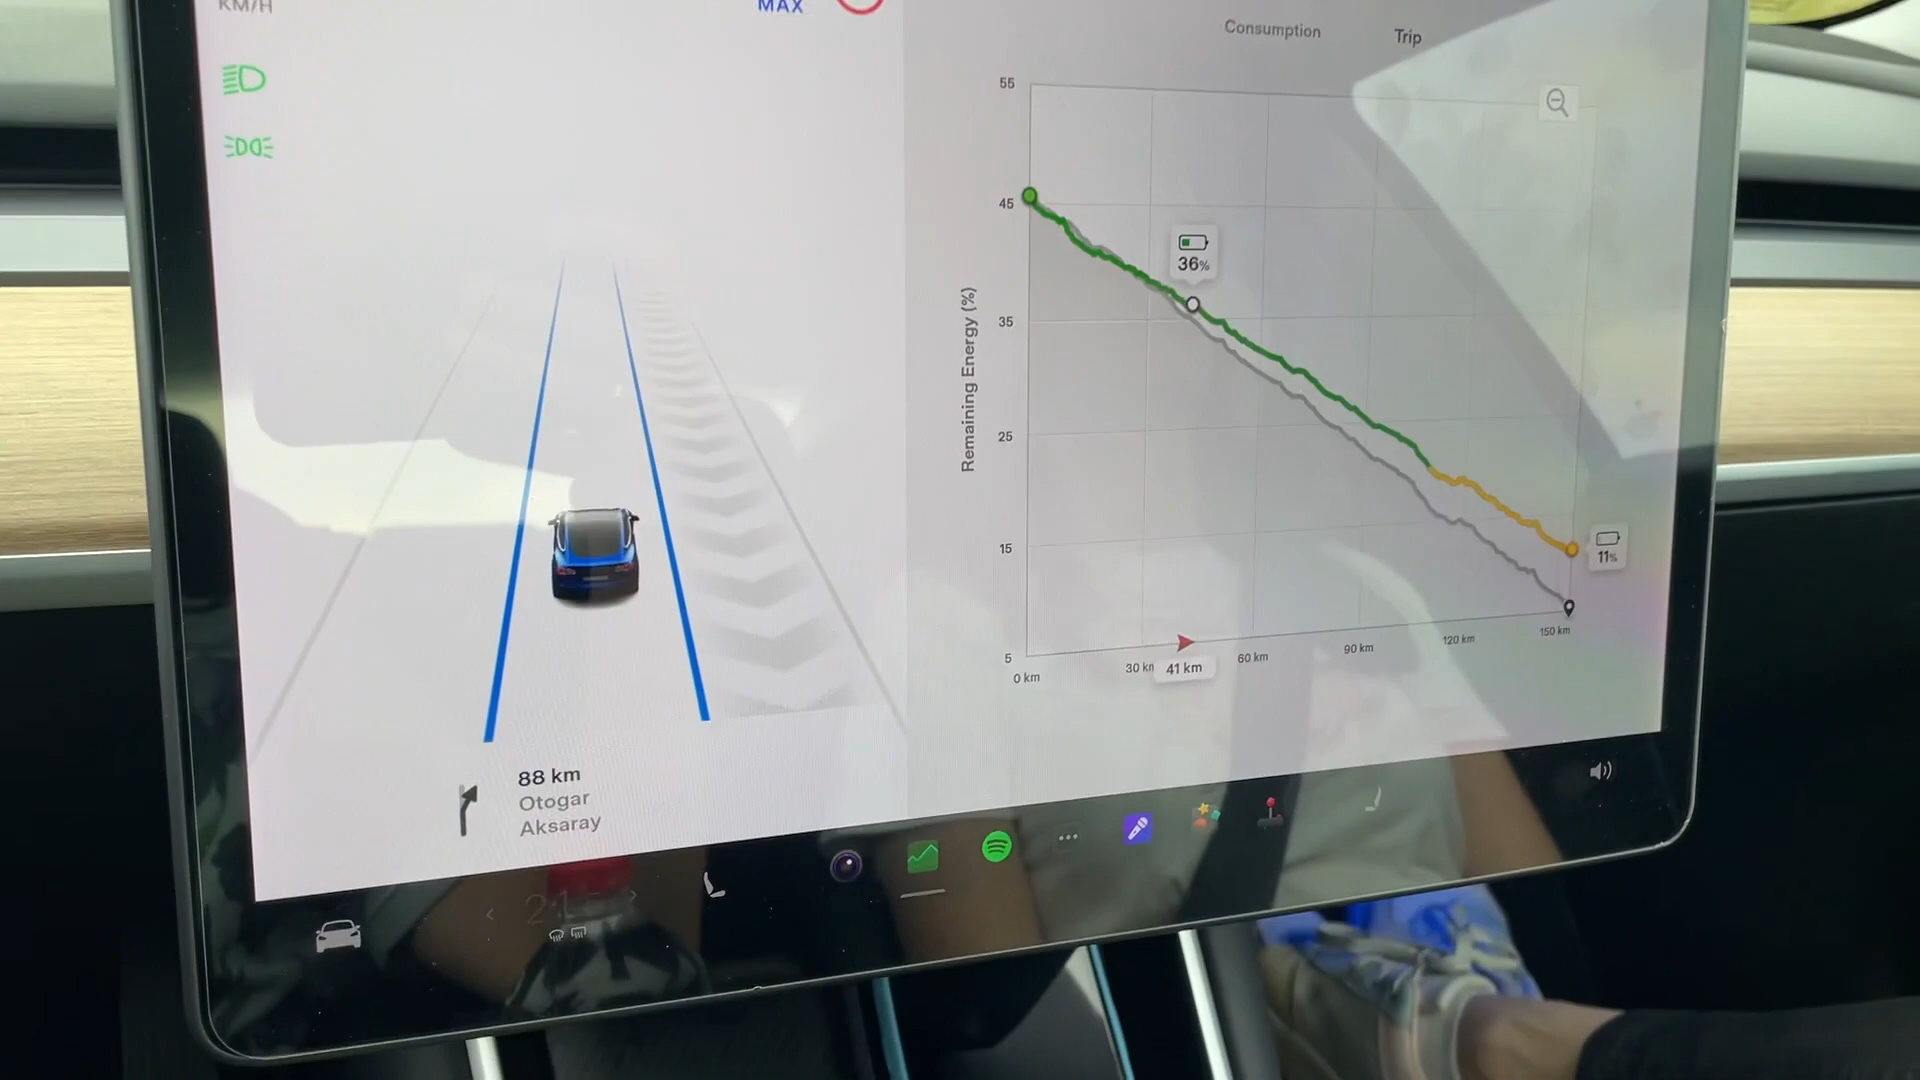 KM/H
MAX
Consumption
Trip
55
45
35
25
15
5
Remaining Energy (%)
36%
11%
0 km
30 km
41 km
60 km
90 km
120 km
150 km
88 km
Otogar
Aksaray